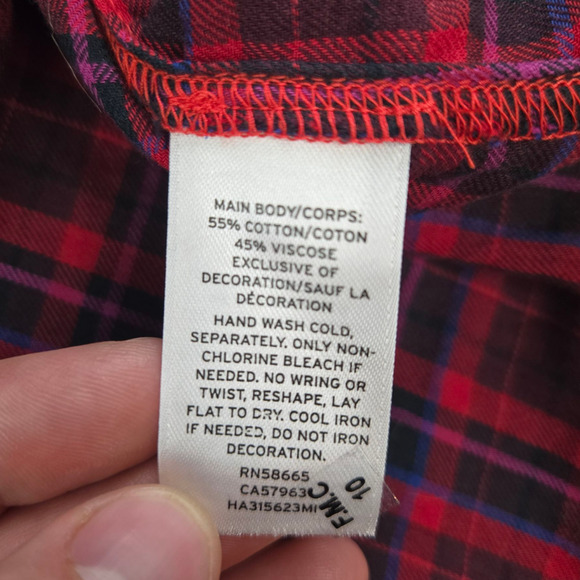 MAIN BODY/CORPS:
55% COTTON/COTON
45% VISCOSE
EXCLUSIVE OF
DECORATION/SAUF LA
DÉCORATION
HAND WASH COLD,
SEPARATELY. ONLY NON-
CHLORINE BLEACH IF
NEEDED. NO WRING OR
TWIST, RESHAPE, LAY
FLAT TO DRY. COOL IRON
IF NEEDED, DO NOT IRON
DECORATION.
RN58665
CA57963
HA315623MI
F.M.C
10